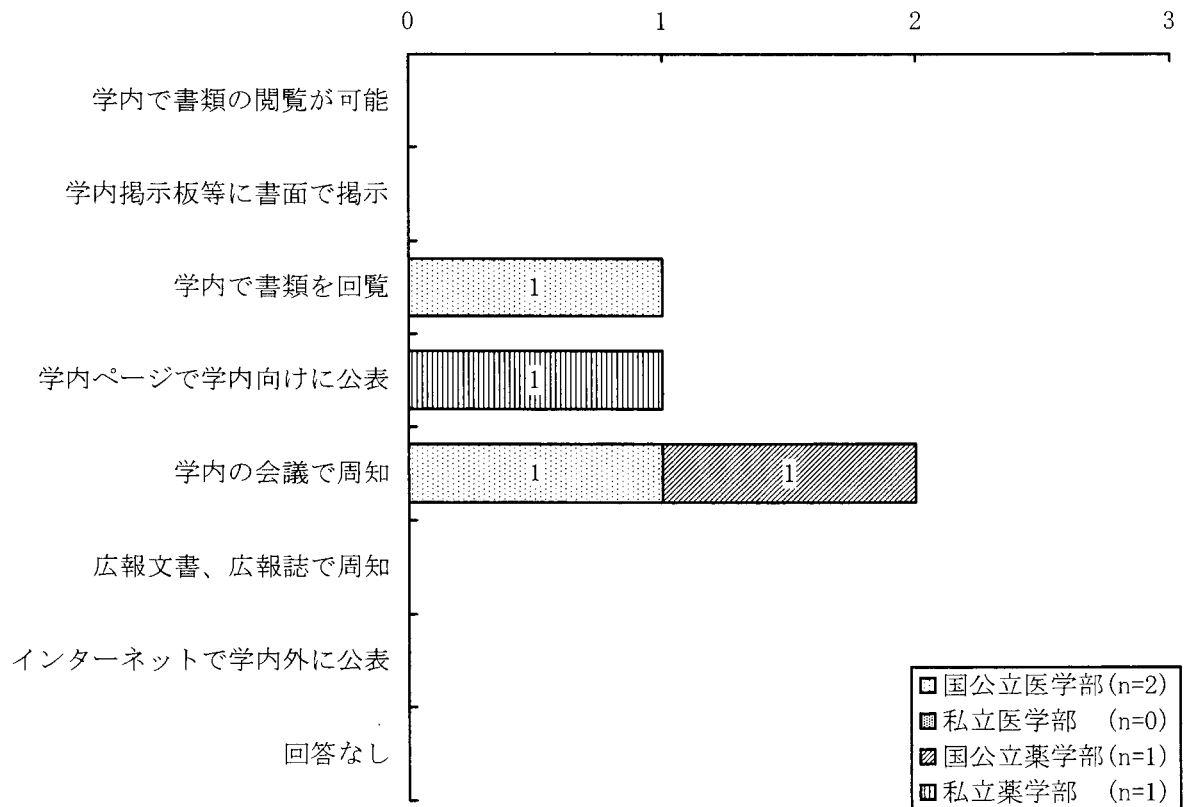 0 1 2 3
学内で書類の閲覧が可能
学内掲示板等に書面で掲示
学内で書類を回覧 1
学内ページで学内向けに公表 1
学内の会議で周知 1 1
広報文書、広報誌で周知
インターネットで学内外に公表
回答なし
国公立医学部(n=2)
私立医学部 (n=0)
国公立薬学部(n=1)
私立薬学部 (n=1)